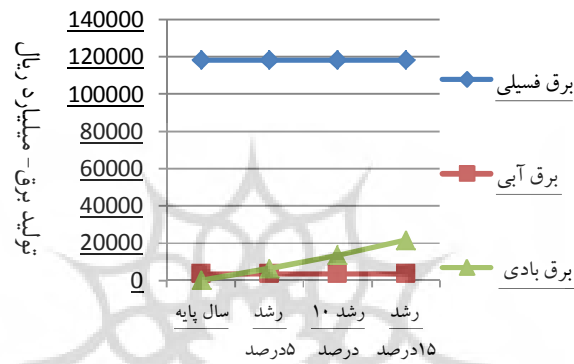 تولید برق - میلیارد ریال
140000
120000
100000
80000
60000
40000
20000
0
سال پایه
رشد
۵درصد
رشد ۱۰
درصد
رشد
۱۵درصد
برق فسیلی
برق آبی
برق بادی